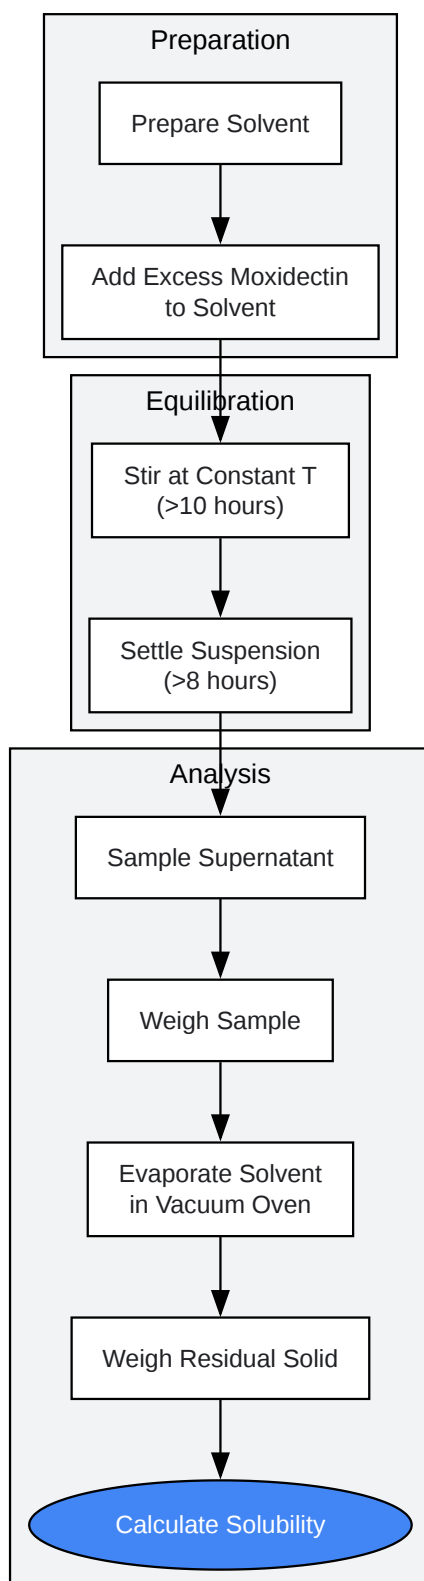 Preparation
Prepare Solvent
Add Excess Moxidectin
to Solvent
Equilibration
Stir at Constant T
(>10 hours)
Settle Suspension
(>8 hours)
Analysis
Sample Supernatant
Weigh Sample
Evaporate Solvent
in Vacuum Oven
Weigh Residual Solid
Calculate Solubility